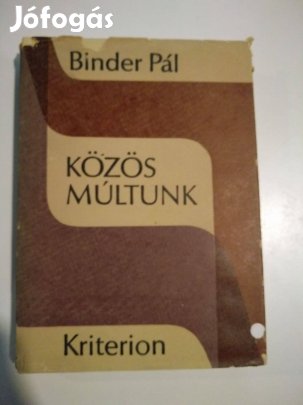 Jófogás
Binder Pál
KÖZÖS
MÚLTUNK
Kriterion